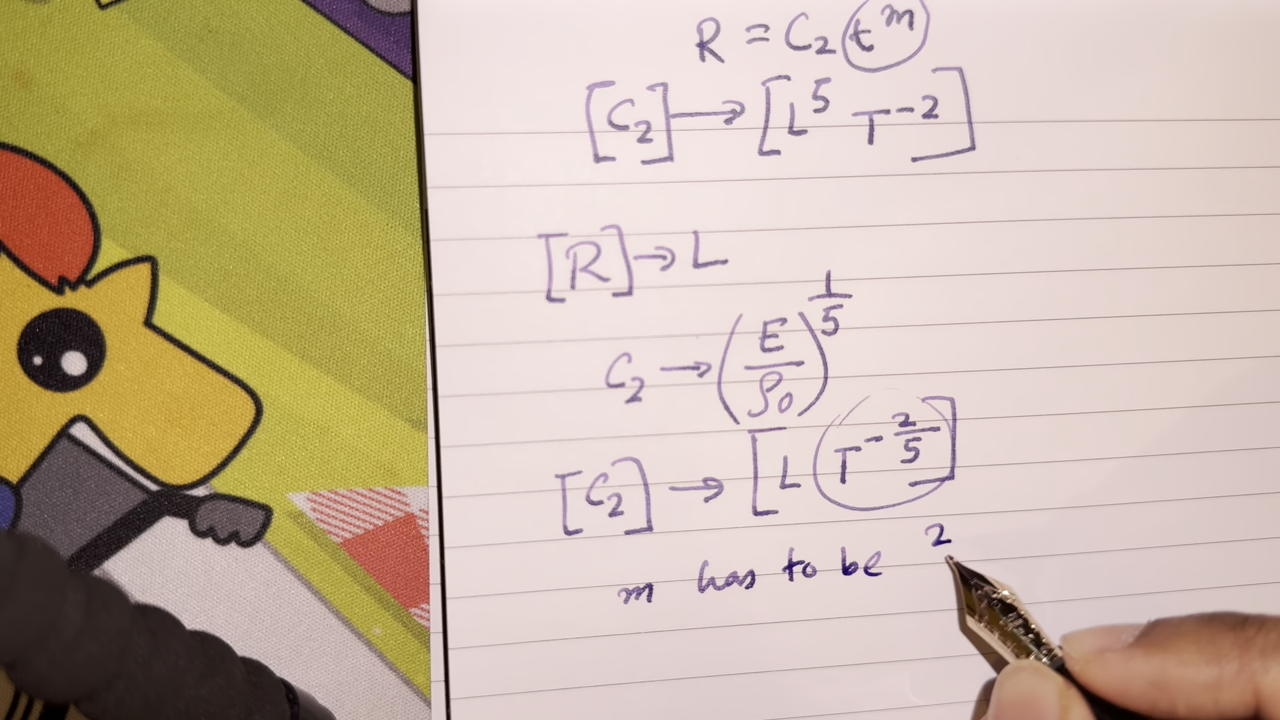 R = C₂ t^m
[C₂] → [L⁵ T⁻²]
[R] → L
C₂ → (E/ρ₀)^(1/5)
[C₂] → [L T^(-2/5)]
m has to be 2